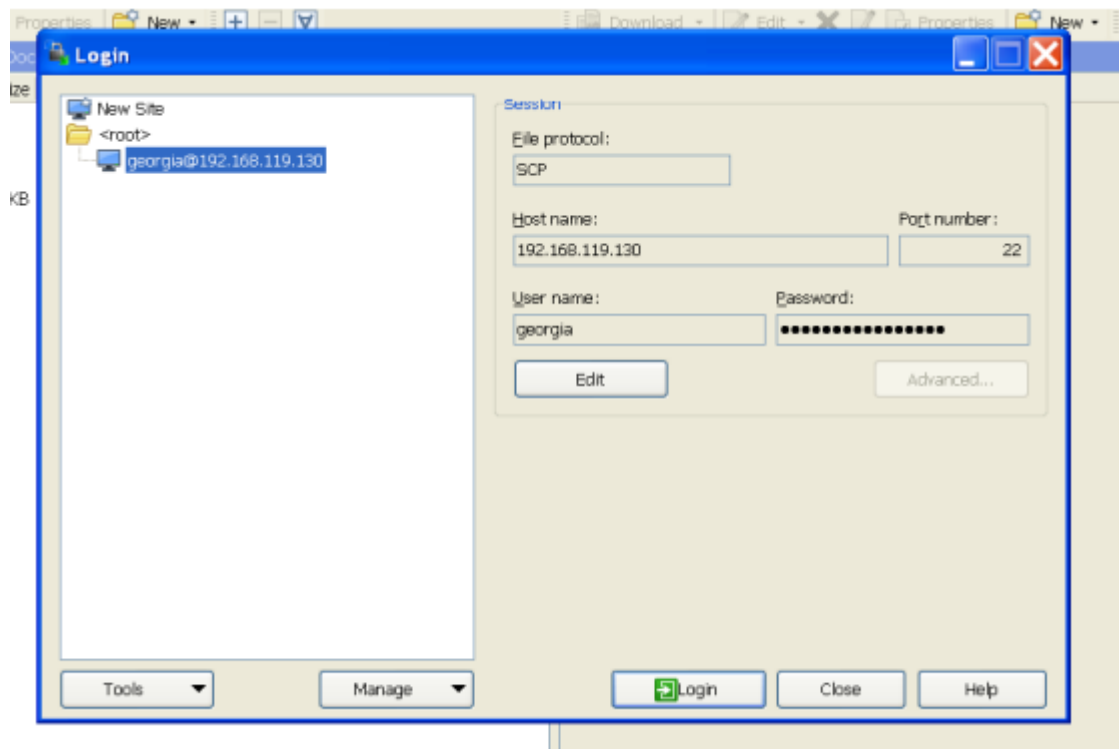 Properties New Download Edit Properties New
Login
Doc
ize
KB
New Site
<root>
georgia@192.168.119.130
Session
File protocol:
SCP
Host name: Port number:
192.168.119.130 22
User name: Password:
georgia ●●●●●●●●●●●●●●●●
Edit Advanced...
Tools Manage Login Close Help